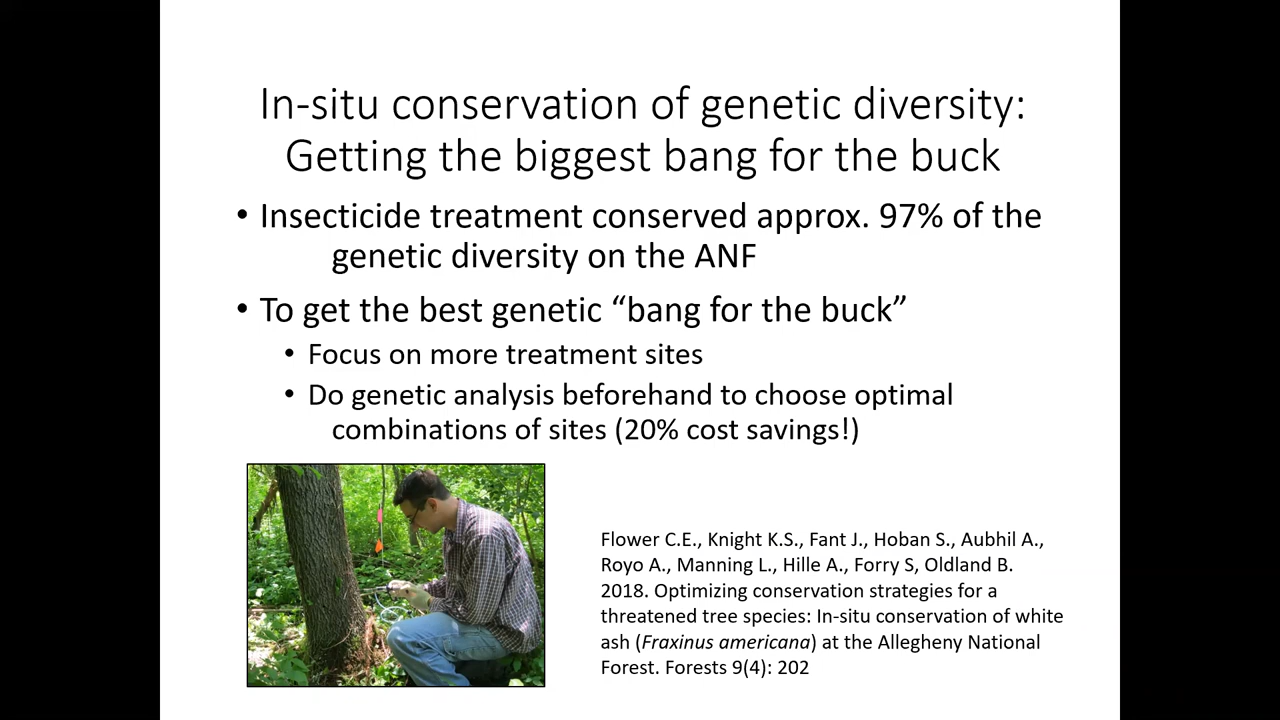 In-situ conservation of genetic diversity:
Getting the biggest bang for the buck
• Insecticide treatment conserved approx. 97% of the
genetic diversity on the ANF
• To get the best genetic “bang for the buck”
• Focus on more treatment sites
• Do genetic analysis beforehand to choose optimal
combinations of sites (20% cost savings!)
Flower C.E., Knight K.S., Fant J., Hoban S., Aubhil A.,
Royo A., Manning L., Hille A., Forry S, Oldland B.
2018. Optimizing conservation strategies for a
threatened tree species: In-situ conservation of white
ash (Fraxinus americana) at the Allegheny National
Forest. Forests 9(4): 202